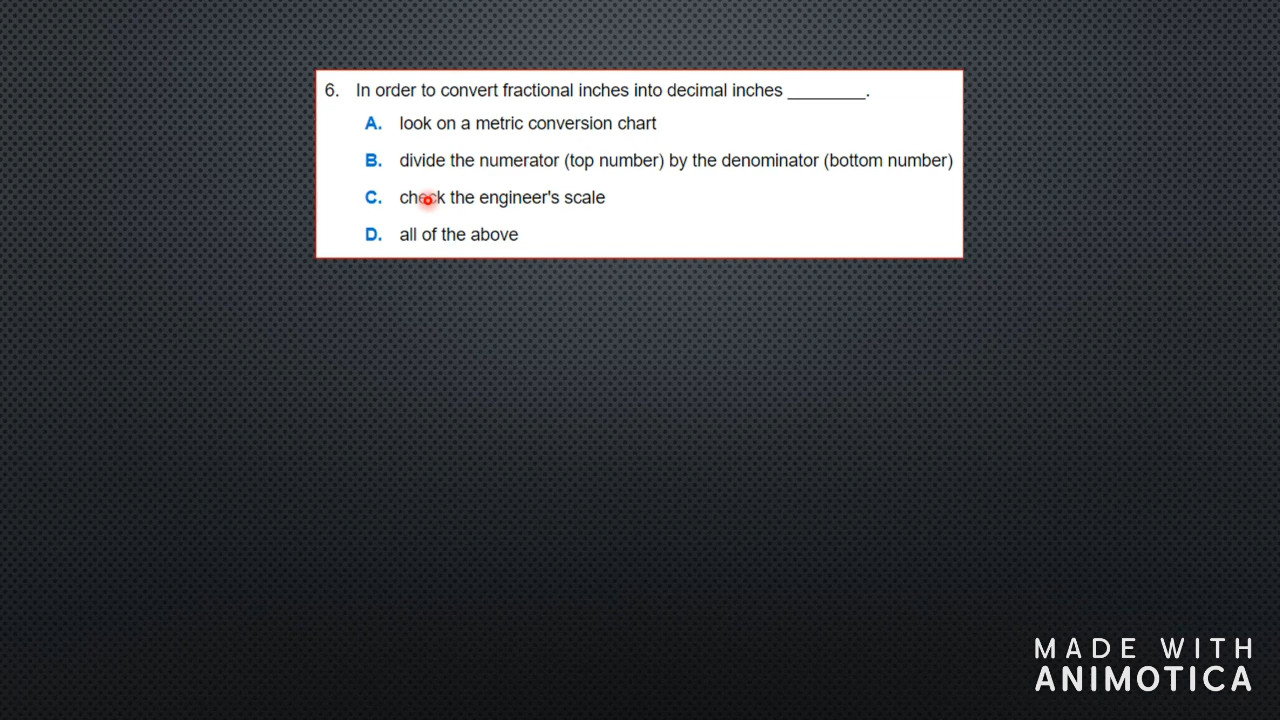 6. In order to convert fractional inches into decimal inches ________.
A. look on a metric conversion chart
B. divide the numerator (top number) by the denominator (bottom number)
C. check the engineer's scale
D. all of the above
MADE WITH
ANIMOTICA